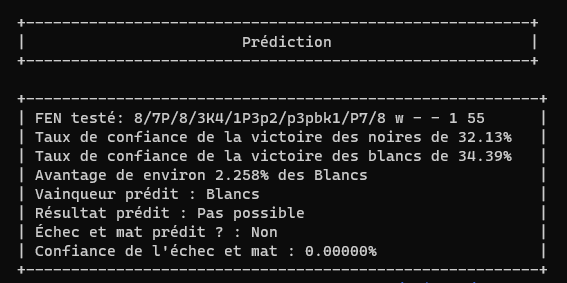 Prédiction
FEN testé: 8/7P/8/3K4/1P3p2/p3pbk1/P7/8 w - - 1 55
Taux de confiance de la victoire des noires de 32.13%
Taux de confiance de la victoire des blancs de 34.39%
Avantage de environ 2.258% des Blancs
Vainqueur prédit : Blancs
Résultat prédit : Pas possible
Échec et mat prédit ? : Non
Confiance de l'échec et mat : 0.00000%